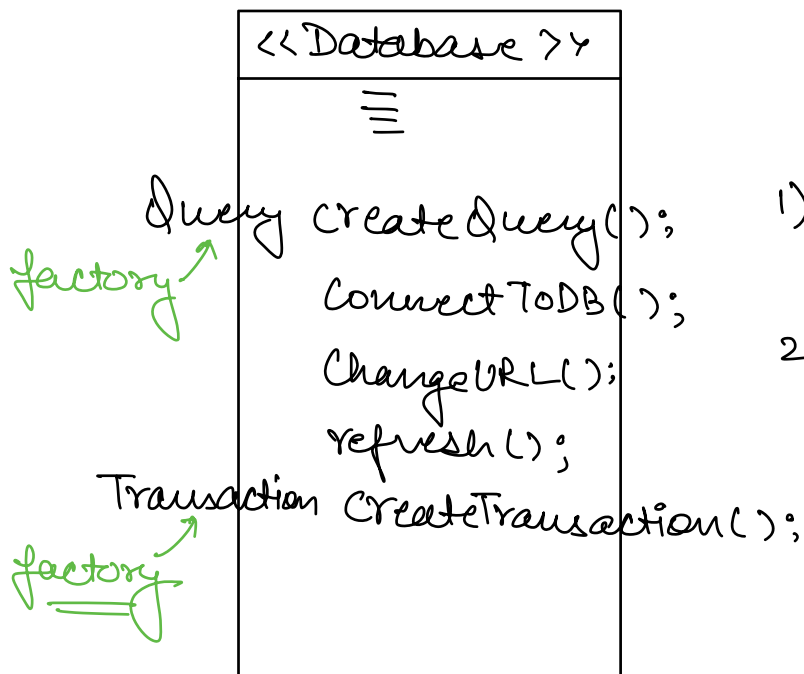 <<Database>>
Query createQuery(); 1)
factory
ConnectToDB();
2
ChangeURL();
refresh();
Transaction createTransaction();
factory